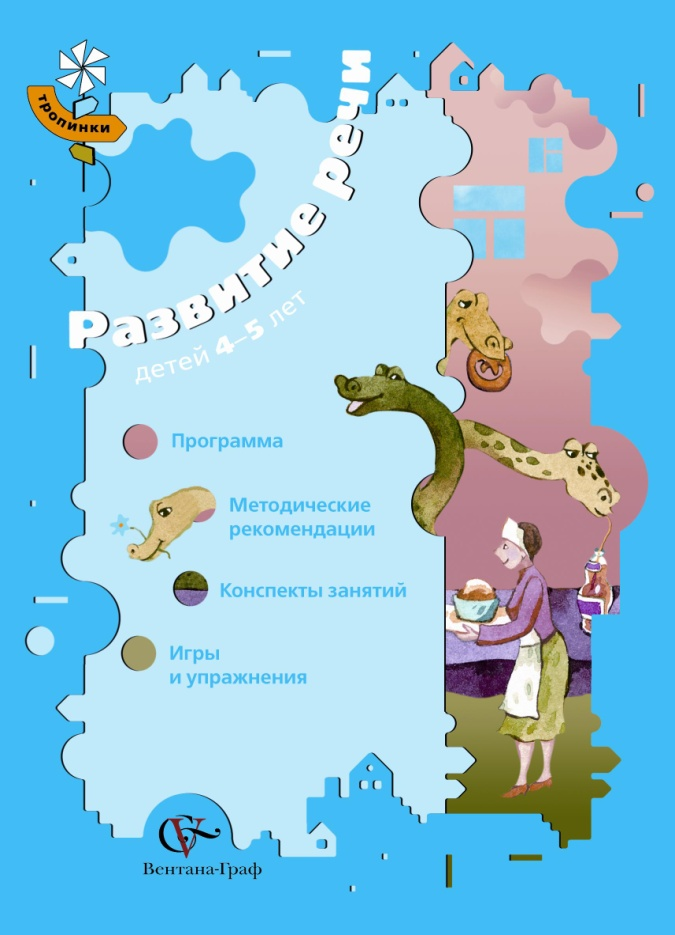 тропинки
Развитие речи
детей 4–5 лет
Программа
Методические
рекомендации
Конспекты занятий
Игры
и упражнения
Вентана-Граф